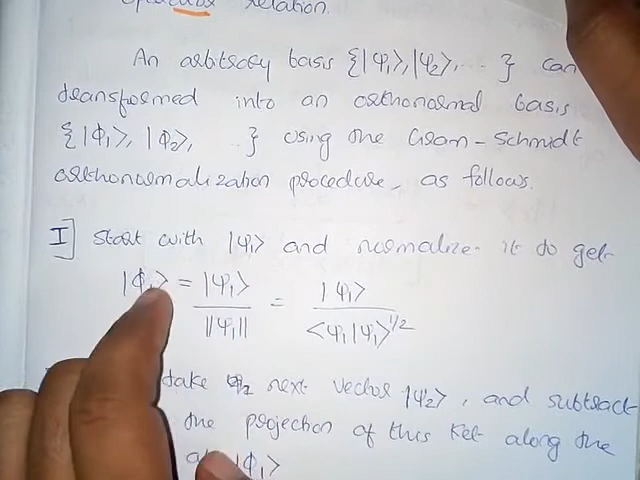 relation.
An arbitrary basis {|ψ₁>, |ψ₂>, ... } can
transformed into an orthonormal basis
{|Φ₁>, |Φ₂>, ... } using the Gram-Schmidt
orthonormalization procedure, as follows.
I] Start with |ψ₁> and normalize it to get
|Φ₁> = |ψ₁> / ||ψ₁|| = |ψ₁> / <ψ₁|ψ₁>^1/2
take next vector |ψ₂>, and subtract
the projection of this Ket along the
|Φ₁>